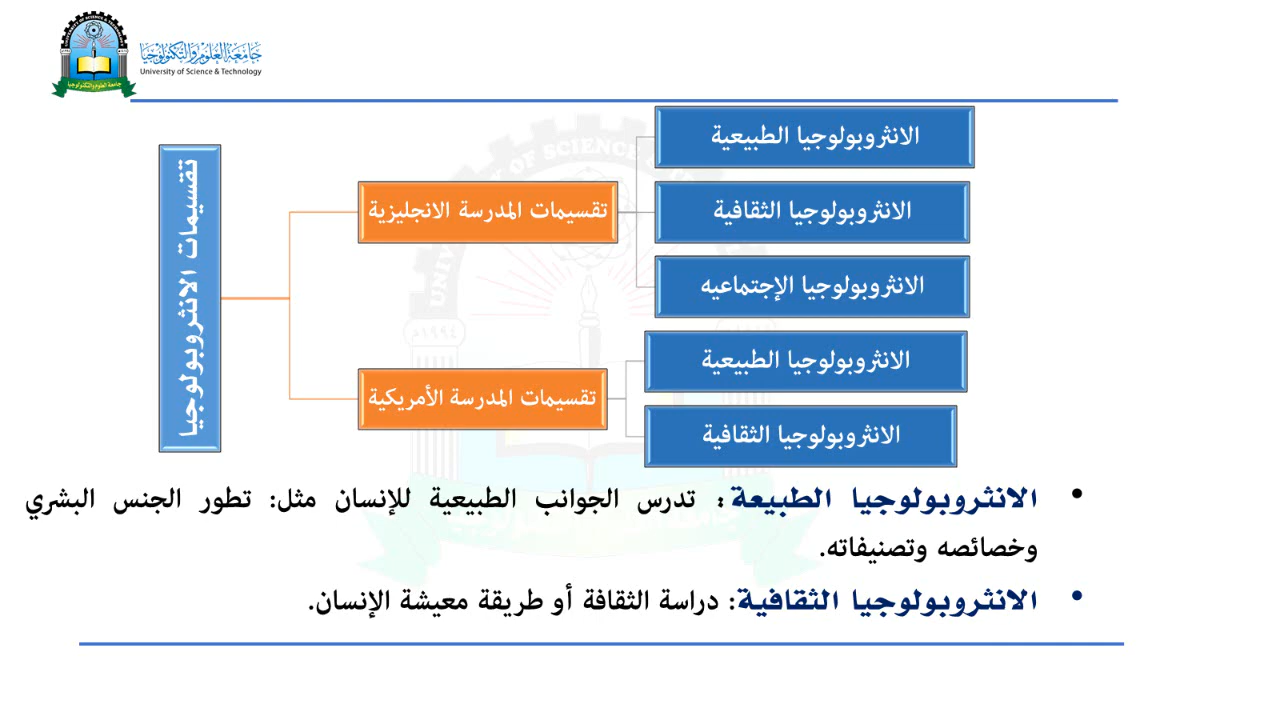 جامعة العلوم والتكنولوجيا
University of Science & Technology
تقسيمات الانثروبولوجيا
تقسيمات المدرسة الانجليزية
الانثروبولوجيا الطبيعية
الانثروبولوجيا الثقافية
الانثروبولوجيا الإجتماعيه
تقسيمات المدرسة الأمريكية
الانثروبولوجيا الطبيعية
الانثروبولوجيا الثقافية
• الانثروبولوجيا الطبيعة: تدرس الجوانب الطبيعية للإنسان مثل: تطور الجنس البشري
وخصائصه وتصنيفاته.
• الانثروبولوجيا الثقافية: دراسة الثقافة أو طريقة معيشة الإنسان.